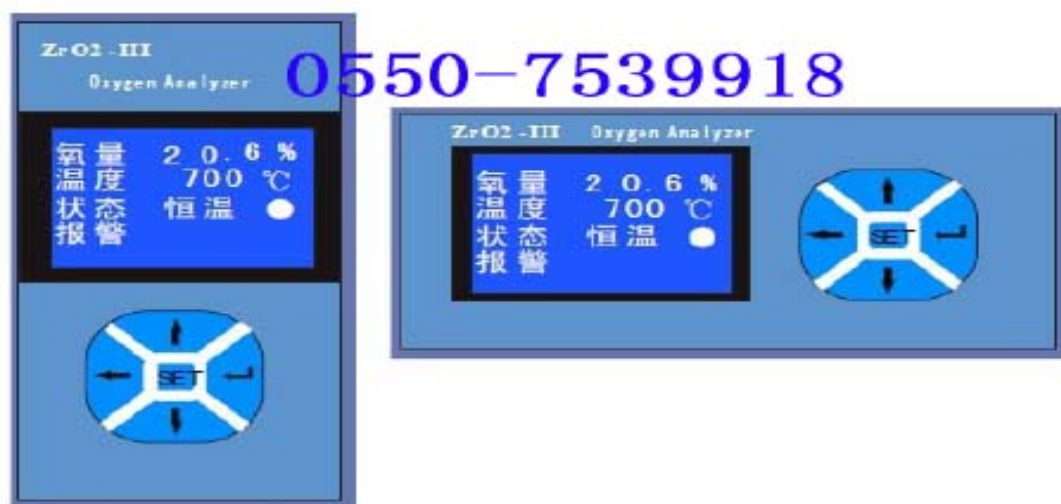 ZrO2-III
Oxygen Analyzer
0550-7539918
氧量 20.6%
温度 700℃
状态 恒温
报警
SET
ZrO2-III Oxygen Analyzer
氧量 20.6%
温度 700℃
状态 恒温
报警
SET